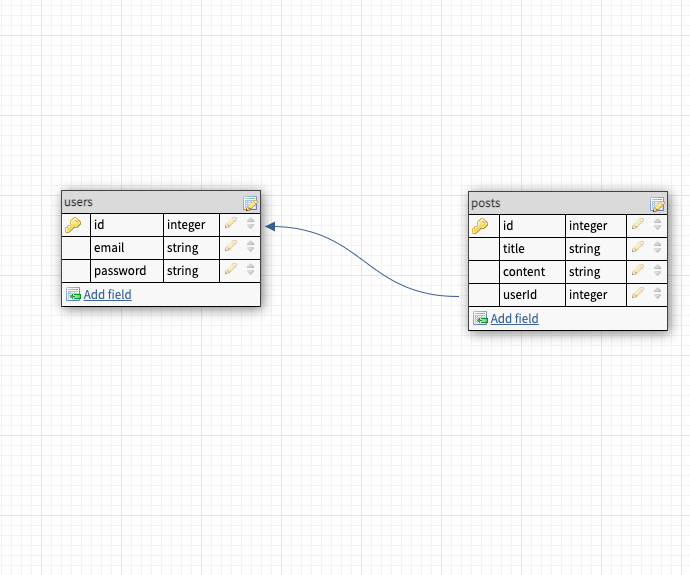 users
id integer
email string
password string
Add field
posts
id integer
title string
content string
userId integer
Add field